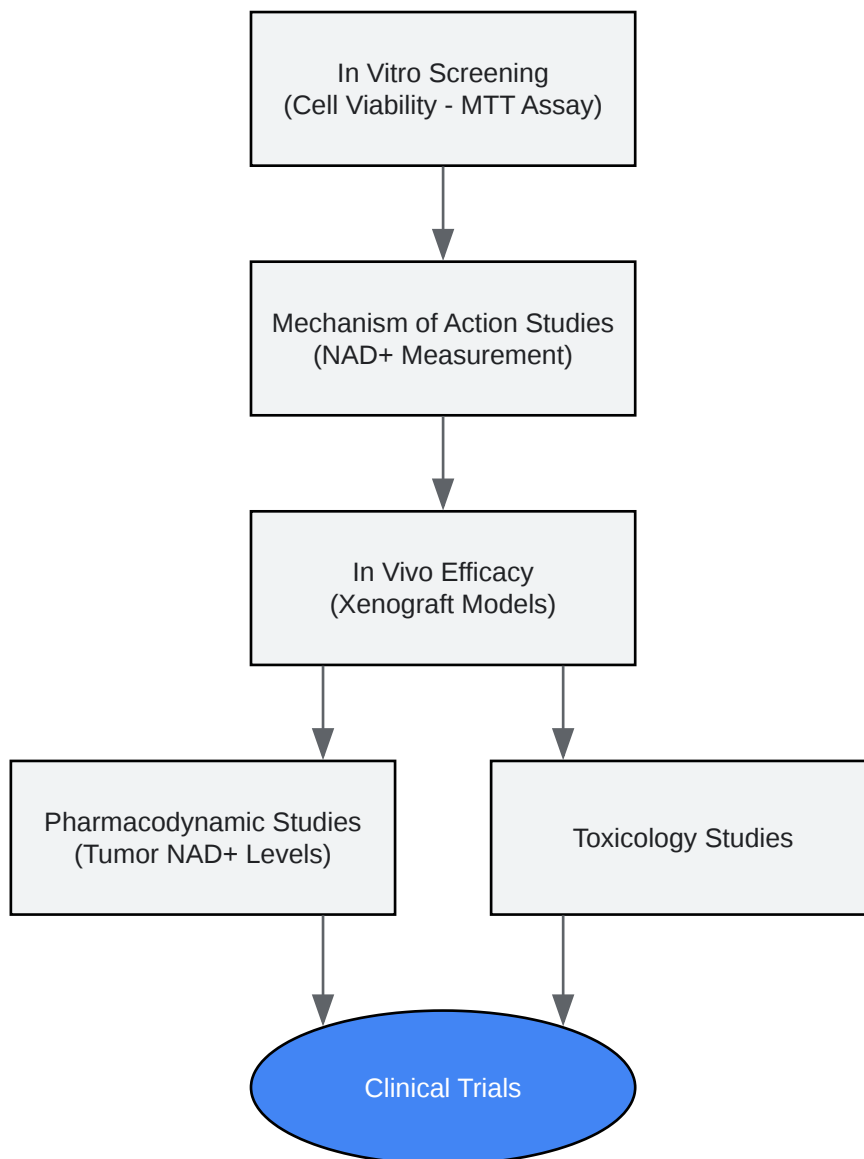 In Vitro Screening
(Cell Viability - MTT Assay)
Mechanism of Action Studies
(NAD+ Measurement)
In Vivo Efficacy
(Xenograft Models)
Pharmacodynamic Studies
(Tumor NAD+ Levels)
Toxicology Studies
Clinical Trials